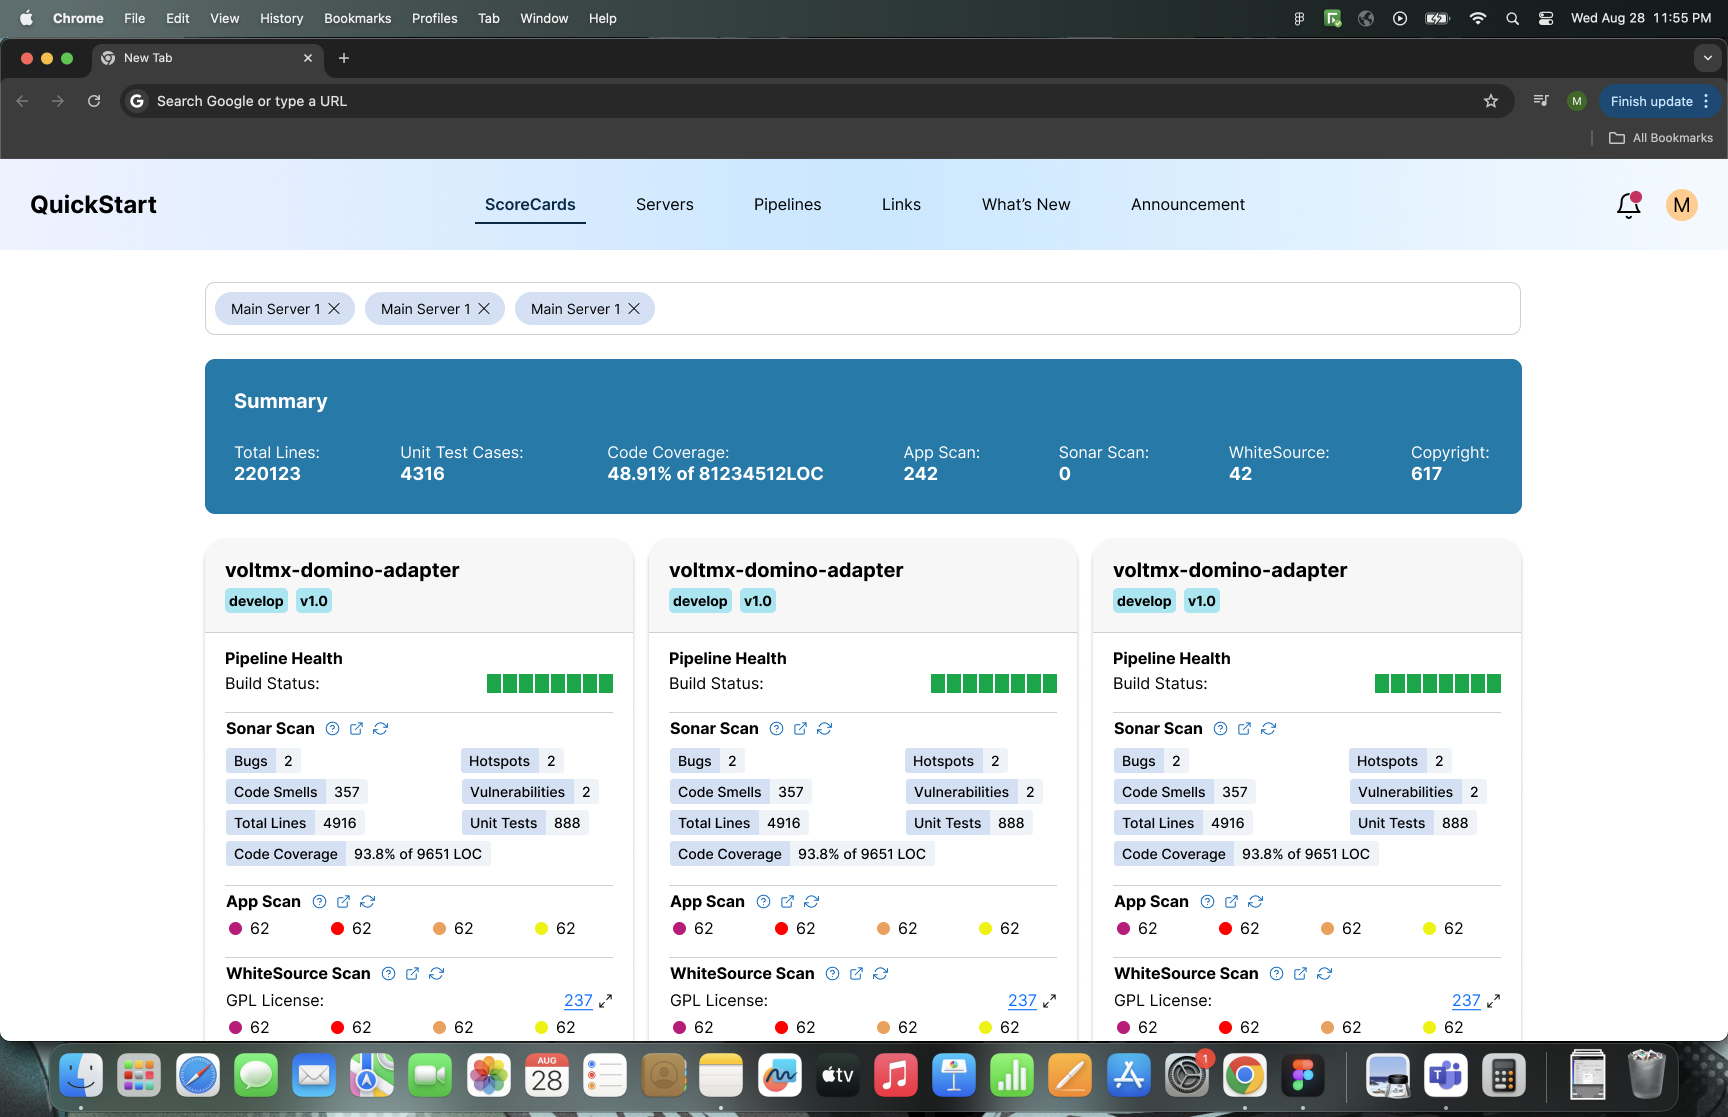 Chrome File Edit View History Bookmarks Profiles Tab Window Help Wed Aug 28 11:55 PM
New Tab
Search Google or type a URL M Finish update
All Bookmarks
QuickStart ScoreCards Servers Pipelines Links What's New Announcement M
Main Server 1 Main Server 1 Main Server 1
Summary
Total Lines: Unit Test Cases: Code Coverage: App Scan: Sonar Scan: WhiteSource: Copyright:
220123 4316 48.91% of 81234512LOC 242 0 42 617
voltmx-domino-adapter voltmx-domino-adapter voltmx-domino-adapter
develop v1.0 develop v1.0 develop v1.0
Pipeline Health Pipeline Health Pipeline Health
Build Status: Build Status: Build Status:
Sonar Scan Sonar Scan Sonar Scan
Bugs 2 Hotspots 2 Bugs 2 Hotspots 2 Bugs 2 Hotspots 2
Code Smells 357 Vulnerabilities 2 Code Smells 357 Vulnerabilities 2 Code Smells 357 Vulnerabilities 2
Total Lines 4916 Unit Tests 888 Total Lines 4916 Unit Tests 888 Total Lines 4916 Unit Tests 888
Code Coverage 93.8% of 9651 LOC Code Coverage 93.8% of 9651 LOC Code Coverage 93.8% of 9651 LOC
App Scan App Scan App Scan
62 62 62 62 62 62 62 62 62 62 62 62
WhiteSource Scan WhiteSource Scan WhiteSource Scan
GPL License: 237 GPL License: 237 GPL License: 237
62 62 62 62 62 62 62 62 62 62 62 62
AUG 28 tv 1